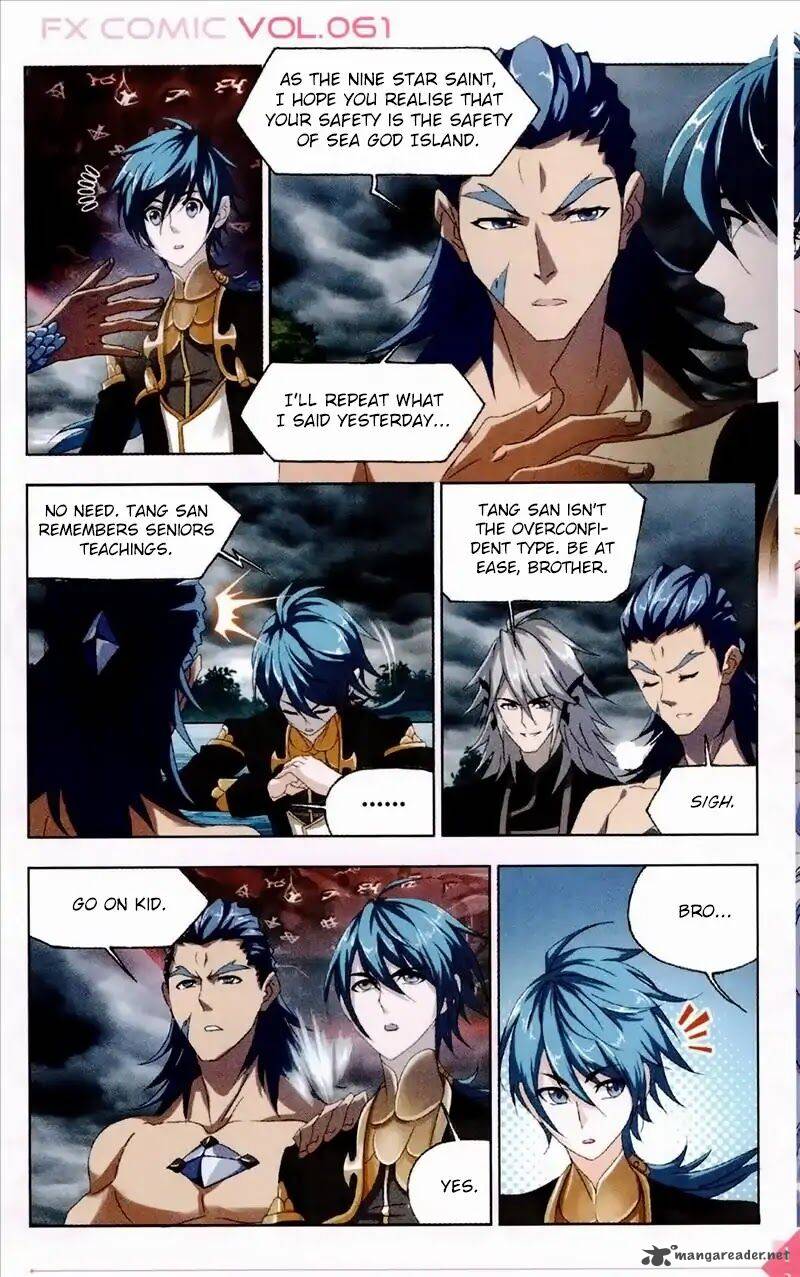 FX COMIC VOL.061
AS THE NINE STAR SAINT,
I HOPE YOU REALISE THAT
YOUR SAFETY IS THE SAFETY
OF SEA GOD ISLAND.
I'LL REPEAT WHAT
I SAID YESTERDAY...
NO NEED. TANG SAN
REMEMBERS SENIORS
TEACHINGS.
......
TANG SAN ISN'T
THE OVERCONFI-
DENT TYPE. BE AT
EASE, BROTHER.
SIGH.
GO ON KID.
YES.
BRO...
mangareader.net